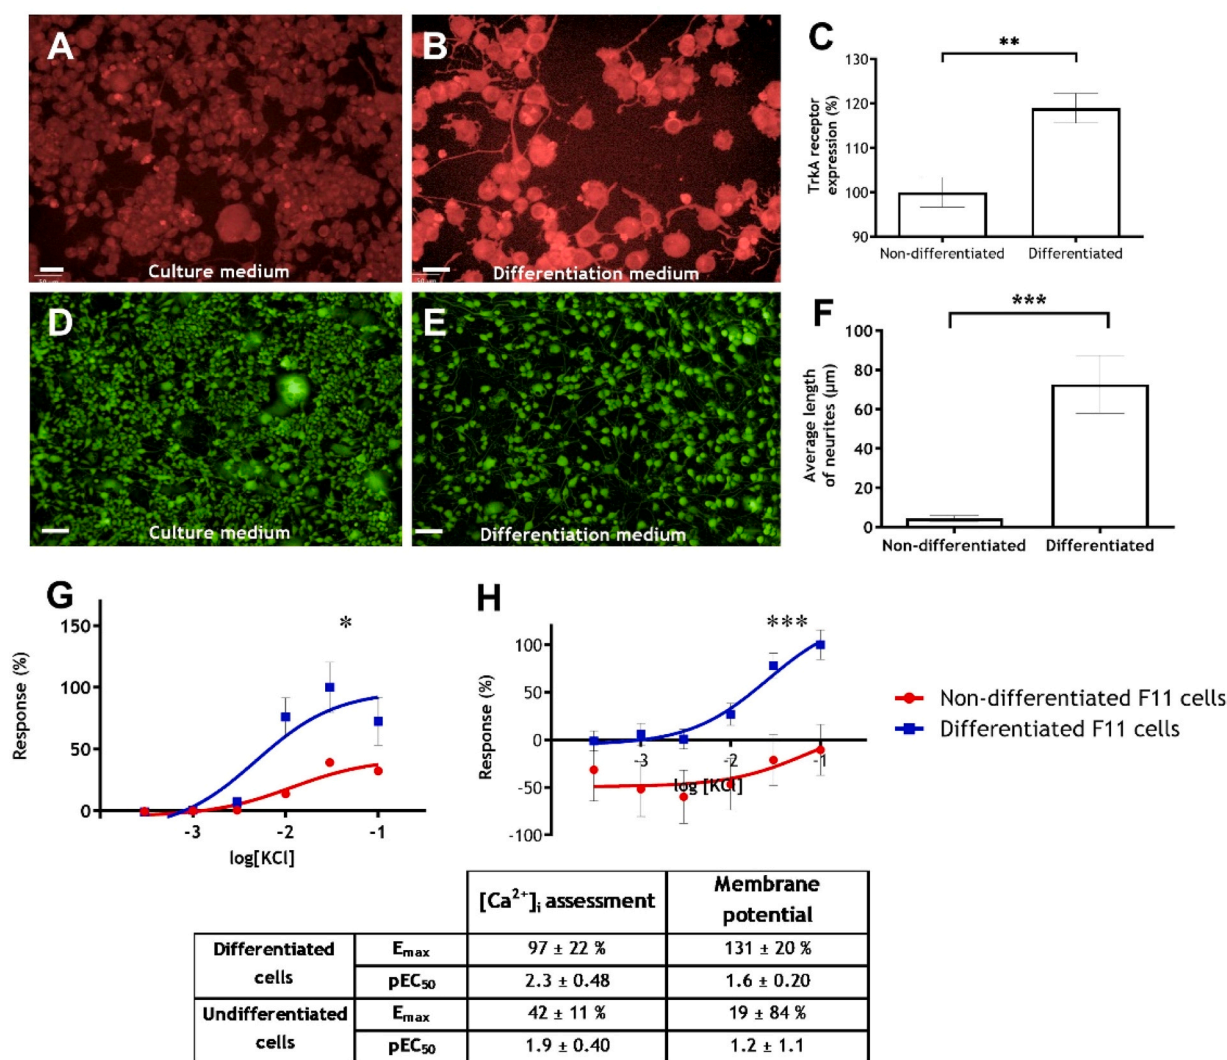 A
Culture medium
B
Differentiation medium
C
**
TrkA receptor
expression (%)
130
120
110
100
90
Non-differentiated
Differentiated
D
Culture medium
E
Differentiation medium
F
***
Average length
of neurites (µm)
100
80
60
40
20
0
Non-differentiated
Differentiated
G
*
Response (%)
150
100
50
0
-3
-2
-1
log[KCl]
H
***
Response (%)
100
50
0
-50
-100
-3
-2
-1
log [KCl]
Non-differentiated F11 cells
Differentiated F11 cells
[Ca²⁺]ᵢ assessment
Membrane
potential
Differentiated
cells
Eₘₐₓ
97 ± 22 %
131 ± 20 %
pEC₅₀
2.3 ± 0.48
1.6 ± 0.20
Undifferentiated
cells
Eₘₐₓ
42 ± 11 %
19 ± 84 %
pEC₅₀
1.9 ± 0.40
1.2 ± 1.1